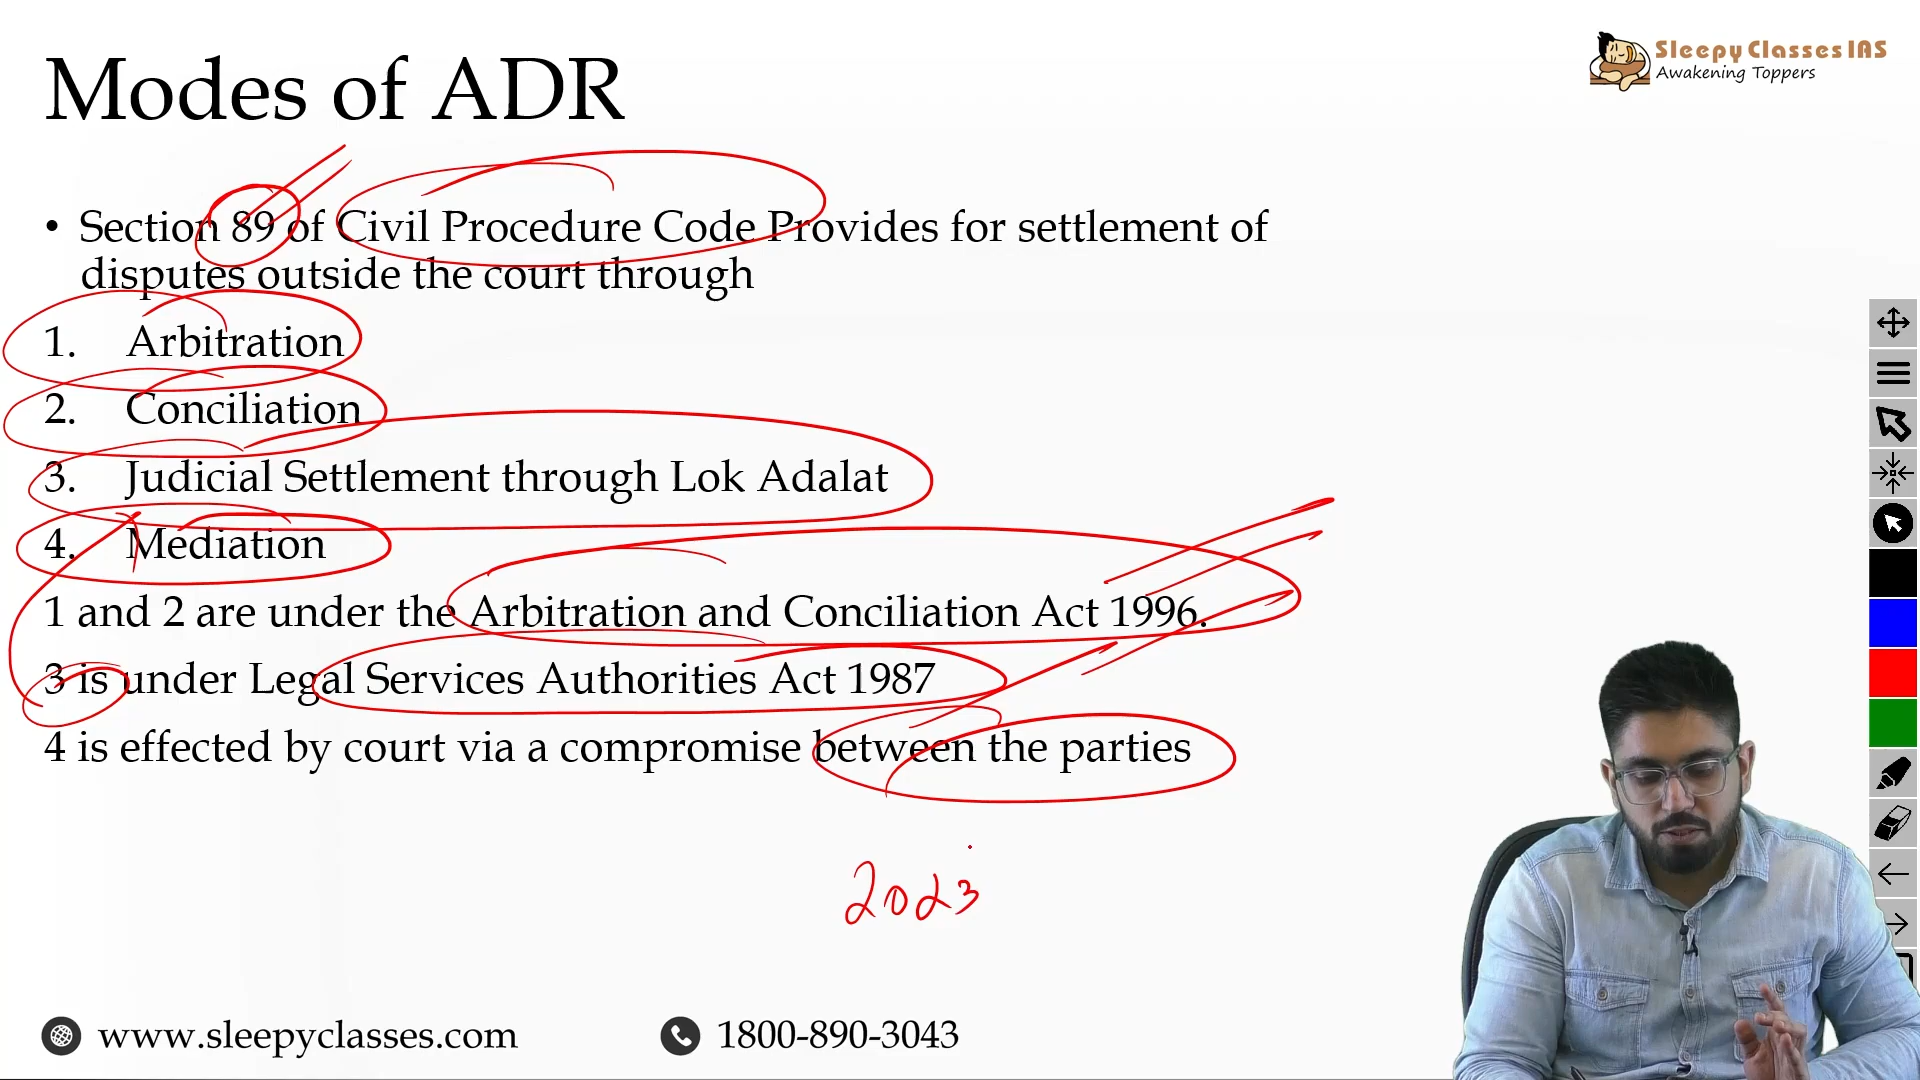 Modes of ADR
Sleepy Classes IAS
Awakening Toppers
• Section 89 of Civil Procedure Code Provides for settlement of
disputes outside the court through
1. Arbitration
2. Conciliation
3. Judicial Settlement through Lok Adalat
4. Mediation
1 and 2 are under the Arbitration and Conciliation Act 1996.
3 is under Legal Services Authorities Act 1987
4 is effected by court via a compromise between the parties
2023
www.sleepyclasses.com
1800-890-3043